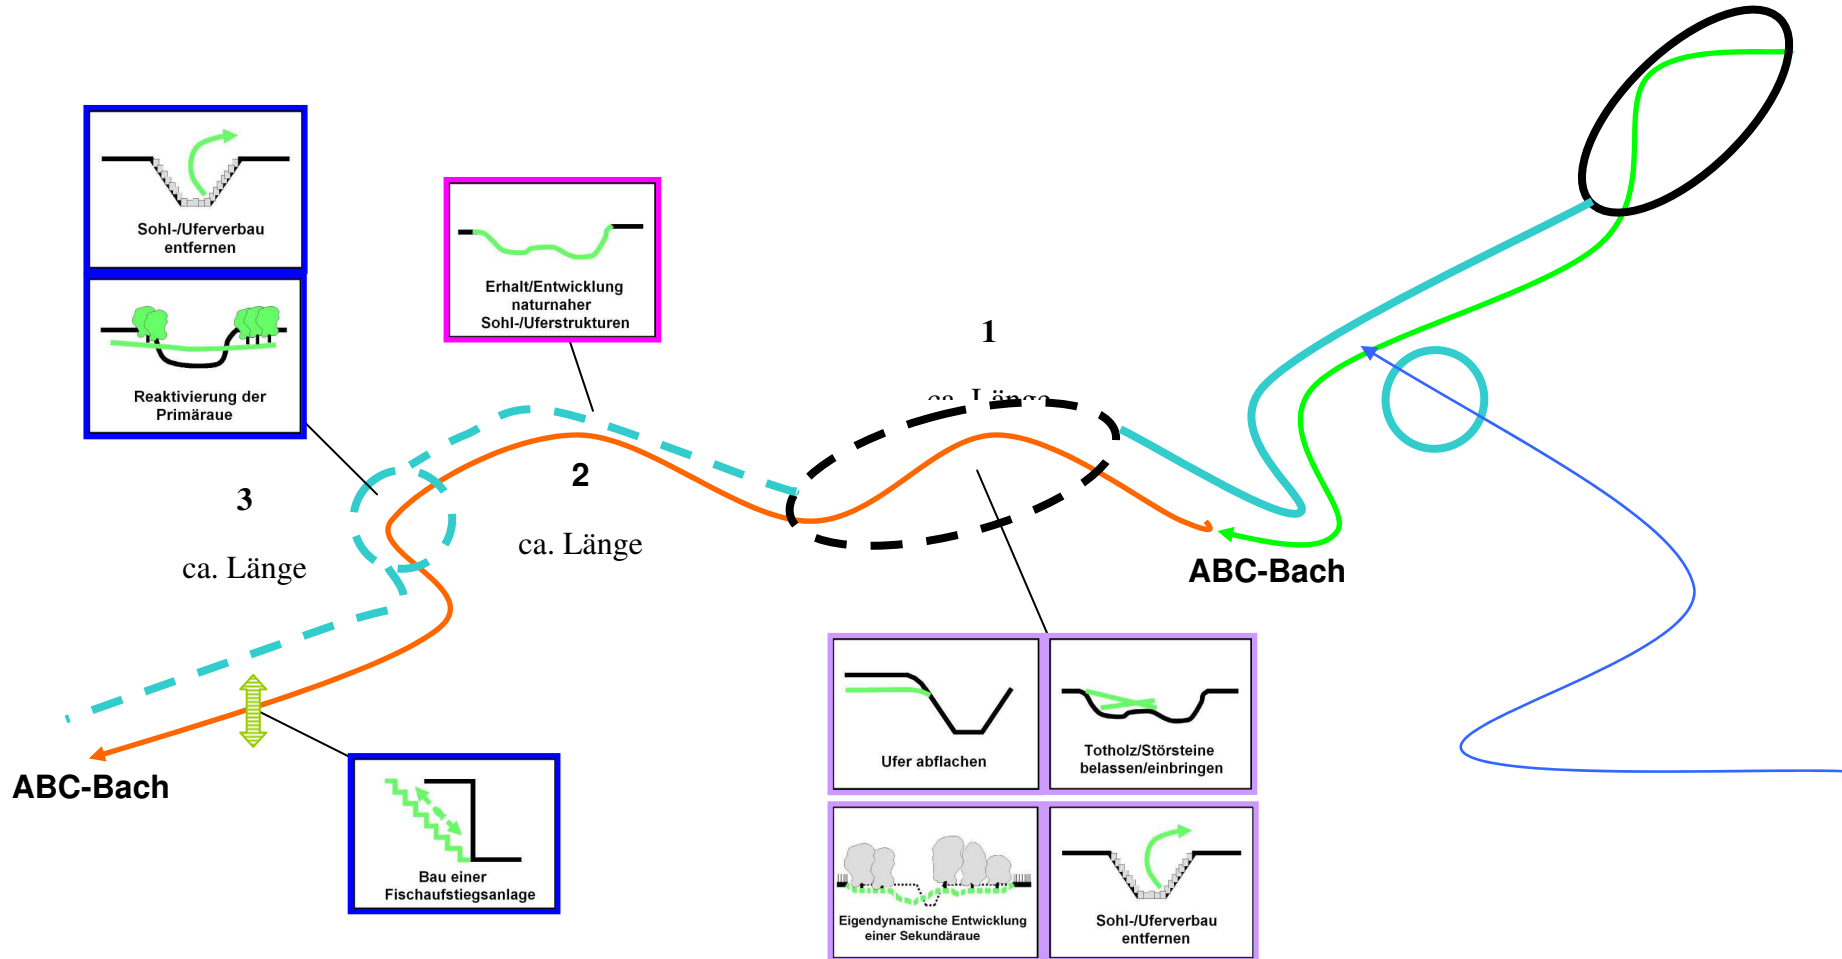 Sohl-/Uferverbau
entfernen
Reaktivierung der
Primäraue
Erhalt/Entwicklung
naturnaher
Sohl-/Uferstrukturen
1
ca. Länge
2
ca. Länge
3
ca. Länge
ABC-Bach
ABC-Bach
Bau einer
Fischaufstiegsanlage
Ufer abflachen
Totholz/Störsteine
belassen/einbringen
Eigendynamische Entwicklung
einer Sekundäraue
Sohl-/Uferverbau
entfernen